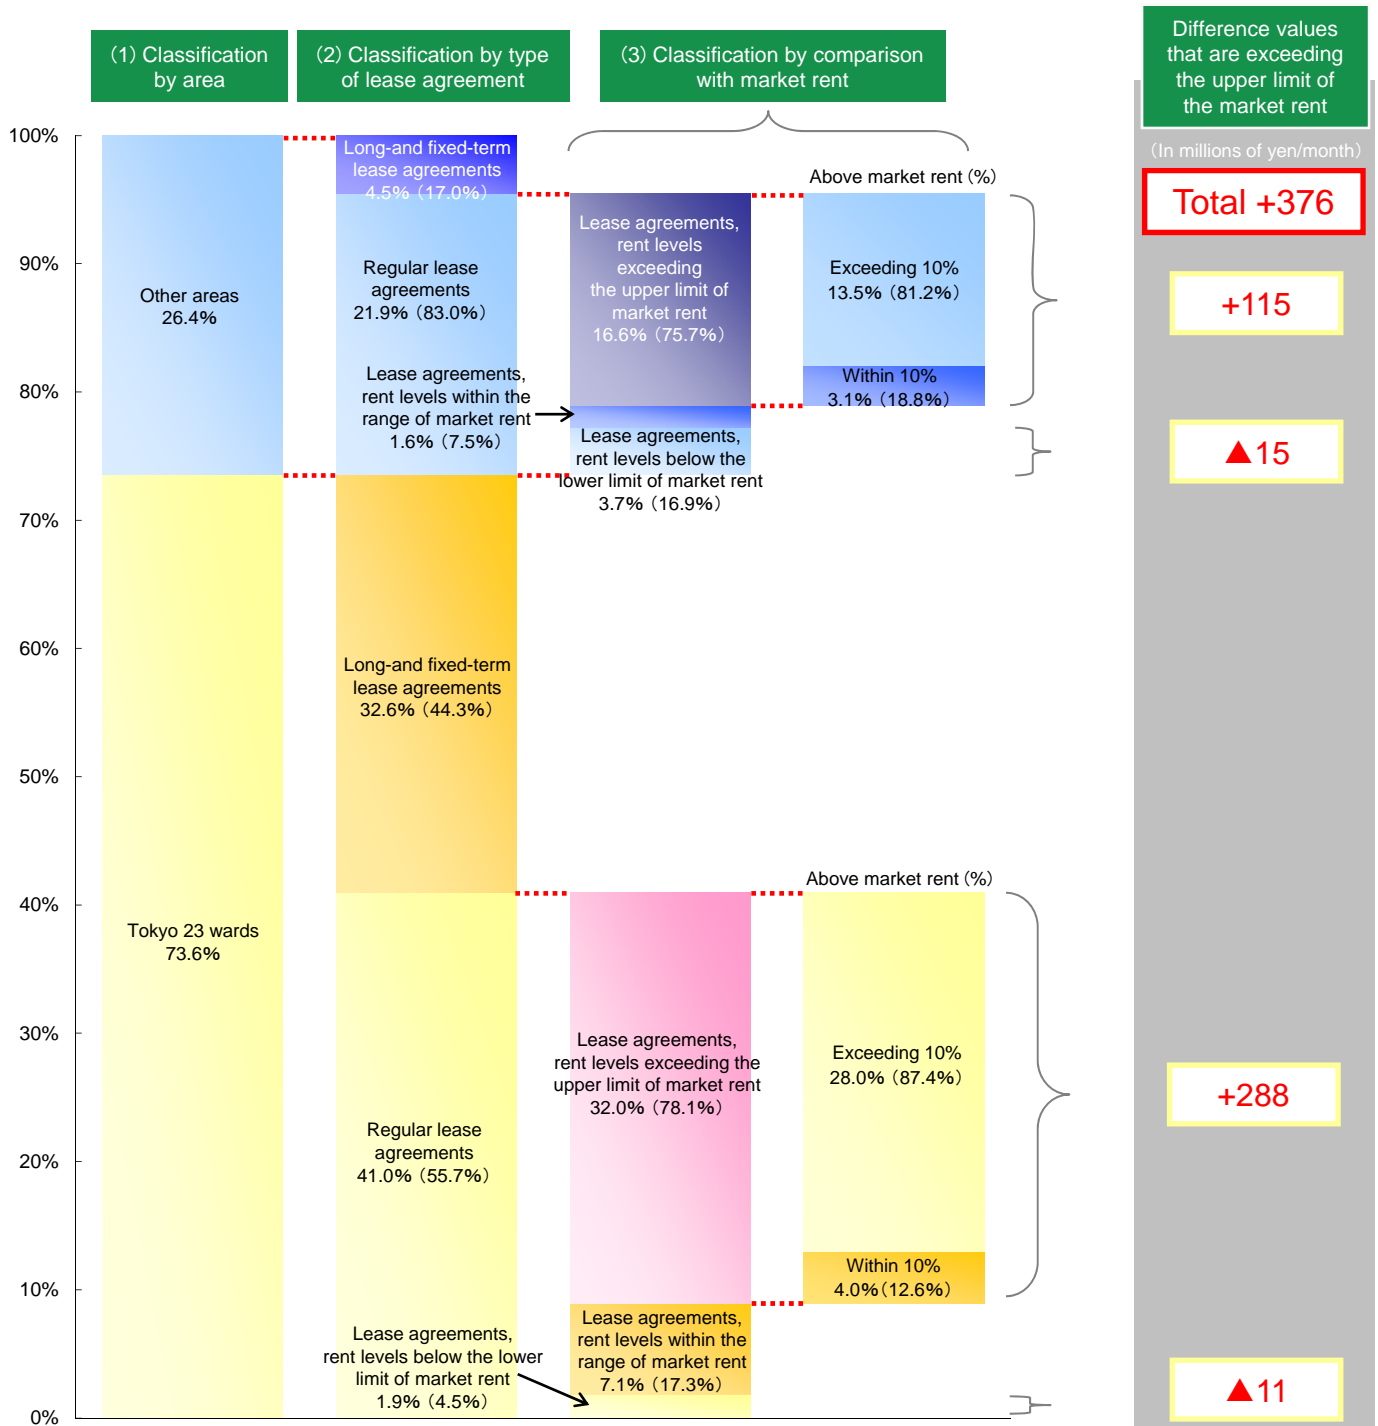 (1) Classification
by area
(2) Classification by type
of lease agreement
(3) Classification by comparison
with market rent
Difference values
that are exceeding
the upper limit of
the market rent
(In millions of yen/month)
Total +376
+115
▲15
+288
▲11
100%
90%
80%
70%
60%
50%
40%
30%
20%
10%
0%
Other areas
26.4%
Tokyo 23 wards
73.6%
Long-and fixed-term
lease agreements
4.5% (17.0%)
Regular lease
agreements
21.9% (83.0%)
Lease agreements,
rent levels within the
range of market rent
1.6% (7.5%)
Long-and fixed-term
lease agreements
32.6% (44.3%)
Regular lease
agreements
41.0% (55.7%)
Lease agreements,
rent levels below the lower
limit of market rent
1.9% (4.5%)
Lease agreements,
rent levels
exceeding
the upper limit of
market rent
16.6% (75.7%)
Lease agreements,
rent levels below the
lower limit of market rent
3.7% (16.9%)
Lease agreements,
rent levels exceeding the
upper limit of market rent
32.0% (78.1%)
Lease agreements,
rent levels within the
range of market rent
7.1% (17.3%)
Above market rent (%)
Exceeding 10%
13.5% (81.2%)
Within 10%
3.1% (18.8%)
Above market rent (%)
Exceeding 10%
28.0% (87.4%)
Within 10%
4.0% (12.6%)